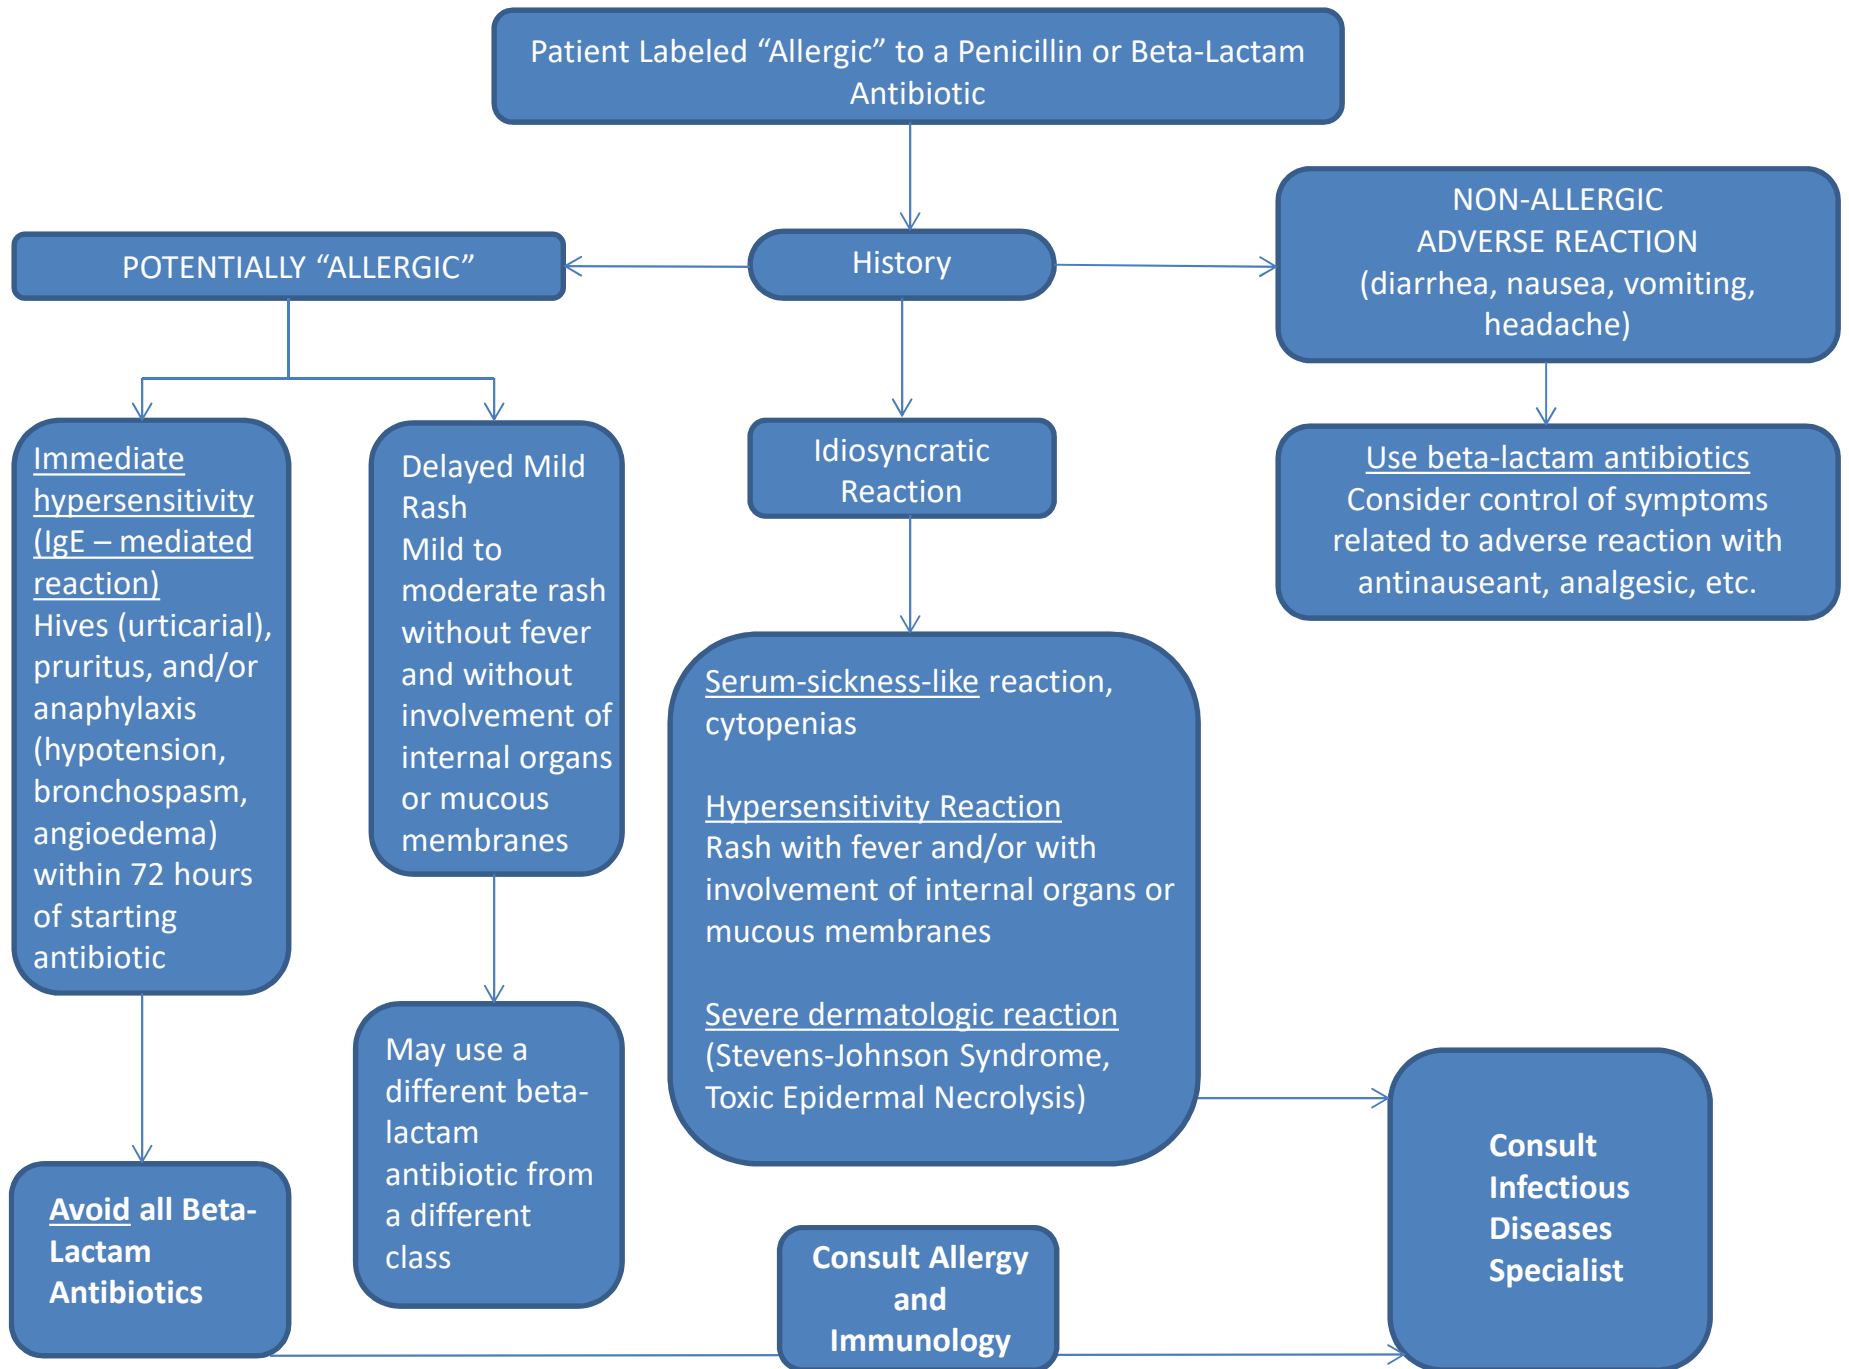 Patient Labeled “Allergic” to a Penicillin or Beta-Lactam
Antibiotic
History
POTENTIALLY “ALLERGIC”
NON-ALLERGIC
ADVERSE REACTION
(diarrhea, nausea, vomiting,
headache)
Immediate
hypersensitivity
(IgE – mediated
reaction)
Hives (urticarial),
pruritus, and/or
anaphylaxis
(hypotension,
bronchospasm,
angioedema)
within 72 hours
of starting
antibiotic
Delayed Mild
Rash
Mild to
moderate rash
without fever
and without
involvement of
internal organs
or mucous
membranes
Idiosyncratic
Reaction
Use beta-lactam antibiotics
Consider control of symptoms
related to adverse reaction with
antinauseant, analgesic, etc.
Serum-sickness-like reaction,
cytopenias
Hypersensitivity Reaction
Rash with fever and/or with
involvement of internal organs or
mucous membranes
Severe dermatologic reaction
(Stevens-Johnson Syndrome,
Toxic Epidermal Necrolysis)
Avoid all Beta-
Lactam
Antibiotics
May use a
different beta-
lactam
antibiotic from
a different
class
Consult Allergy
and
Immunology
Consult
Infectious
Diseases
Specialist